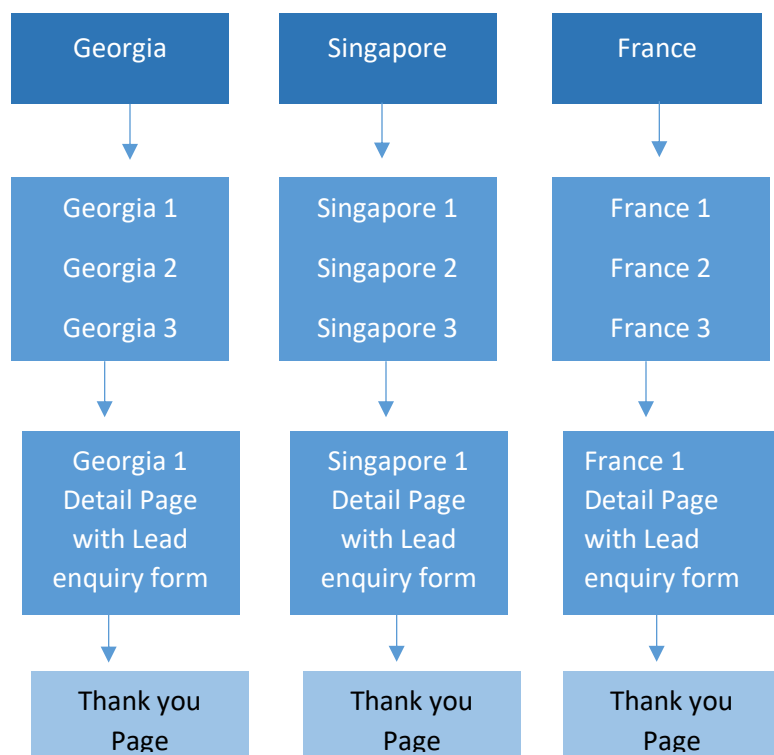 Georgia
Singapore
France
Georgia 1
Georgia 2
Georgia 3
Singapore 1
Singapore 2
Singapore 3
France 1
France 2
France 3
Georgia 1
Detail Page
with Lead
enquiry form
Singapore 1
Detail Page
with Lead
enquiry form
France 1
Detail Page
with Lead
enquiry form
Thank you
Page
Thank you
Page
Thank you
Page